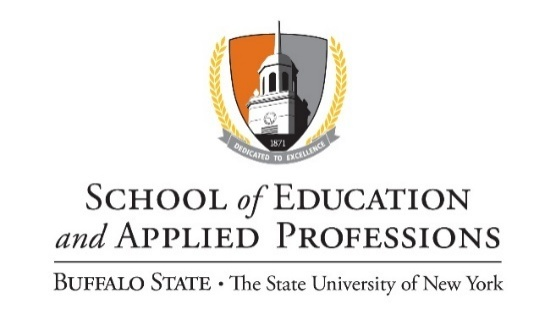 1871
DEDICATED TO EXCELLENCE
SCHOOL of EDUCATION
and APPLIED PROFESSIONS
BUFFALO STATE • The State University of New York